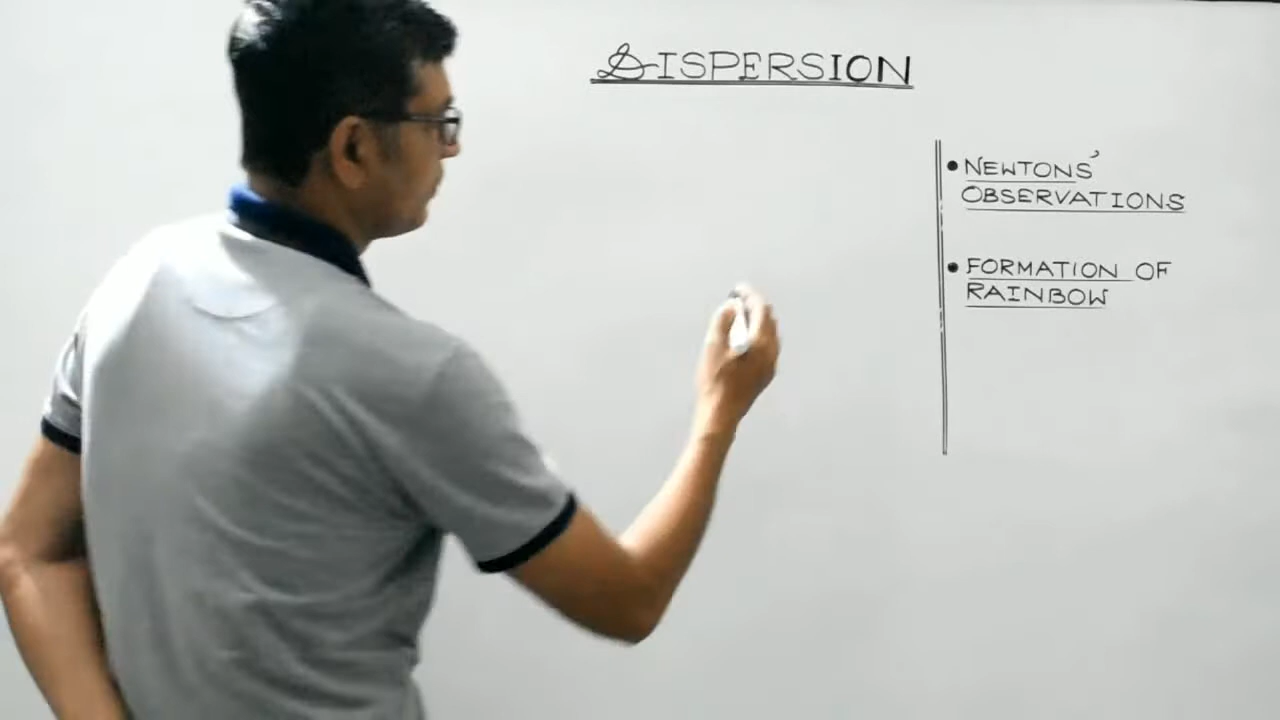 DISPERSION
• NEWTONS'
OBSERVATIONS
• FORMATION OF
RAINBOW